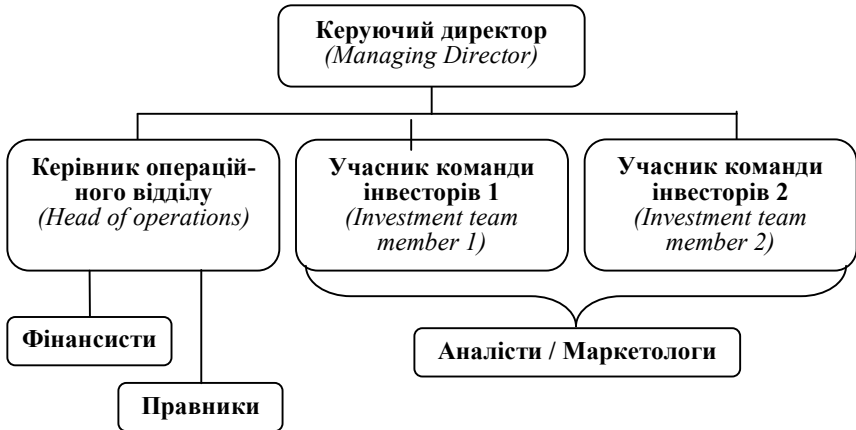 Керуючий директор
(Managing Director)
Керівник операцій-
ного відділу
(Head of operations)
Учасник команди
інвесторів 1
(Investment team
member 1)
Учасник команди
інвесторів 2
(Investment team
member 2)
Фінансисти
Аналісти / Маркетологи
Правники